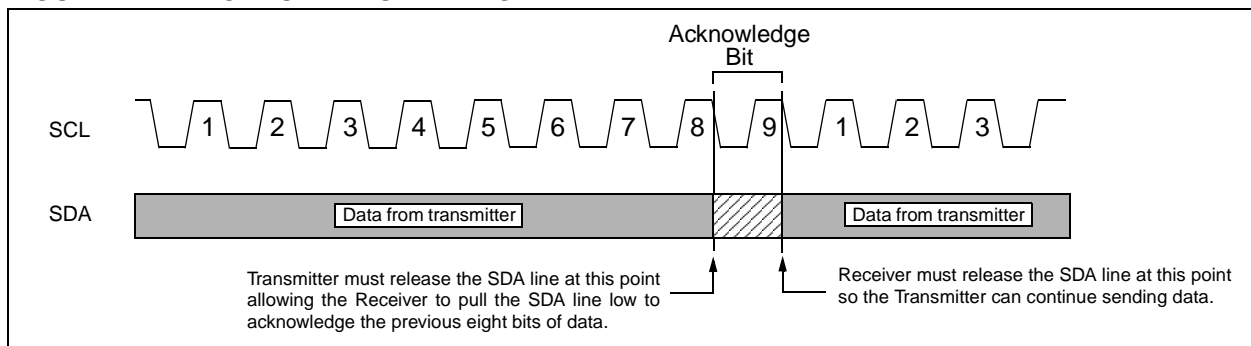 Acknowledge
Bit
SCL
1 2 3 4 5 6 7 8 9 1 2 3
SDA
Data from transmitter
Data from transmitter
Transmitter must release the SDA line at this point
allowing the Receiver to pull the SDA line low to
acknowledge the previous eight bits of data.
Receiver must release the SDA line at this point
so the Transmitter can continue sending data.